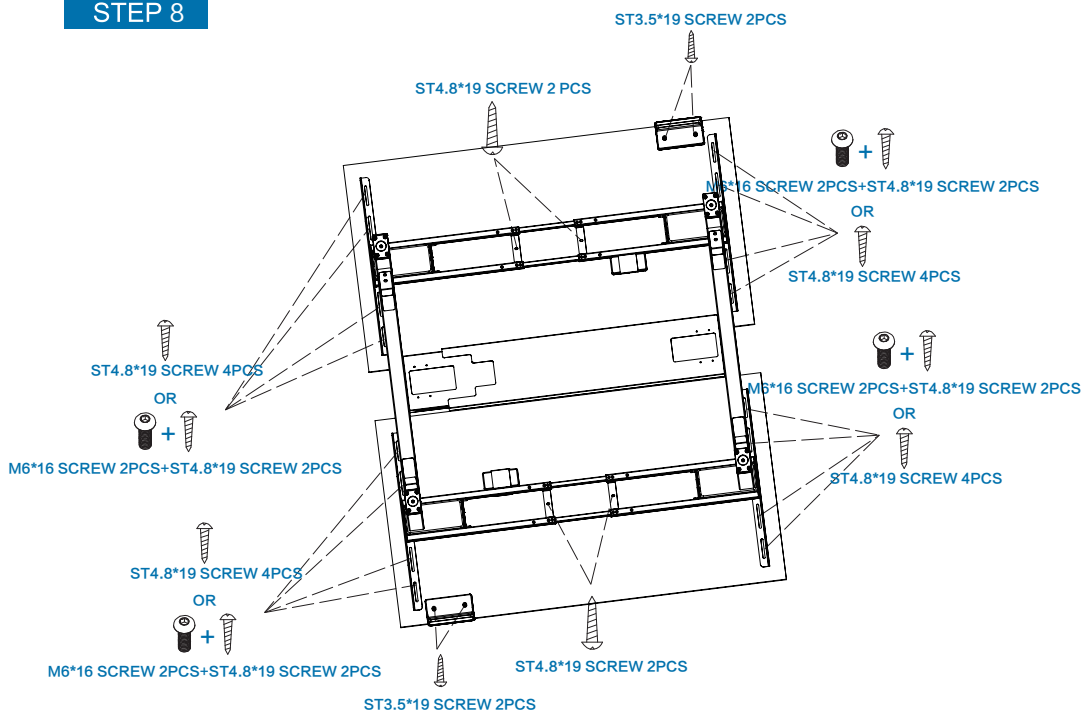 STEP 8
ST3.5*19 SCREW 2PCS
ST4.8*19 SCREW 2 PCS
+
M6*16 SCREW 2PCS+ST4.8*19 SCREW 2PCS
OR
ST4.8*19 SCREW 4PCS
ST4.8*19 SCREW 4PCS
OR
+
M6*16 SCREW 2PCS+ST4.8*19 SCREW 2PCS
+
M6*16 SCREW 2PCS+ST4.8*19 SCREW 2PCS
OR
ST4.8*19 SCREW 4PCS
ST4.8*19 SCREW 4PCS
OR
+
M6*16 SCREW 2PCS+ST4.8*19 SCREW 2PCS
ST4.8*19 SCREW 2PCS
ST3.5*19 SCREW 2PCS